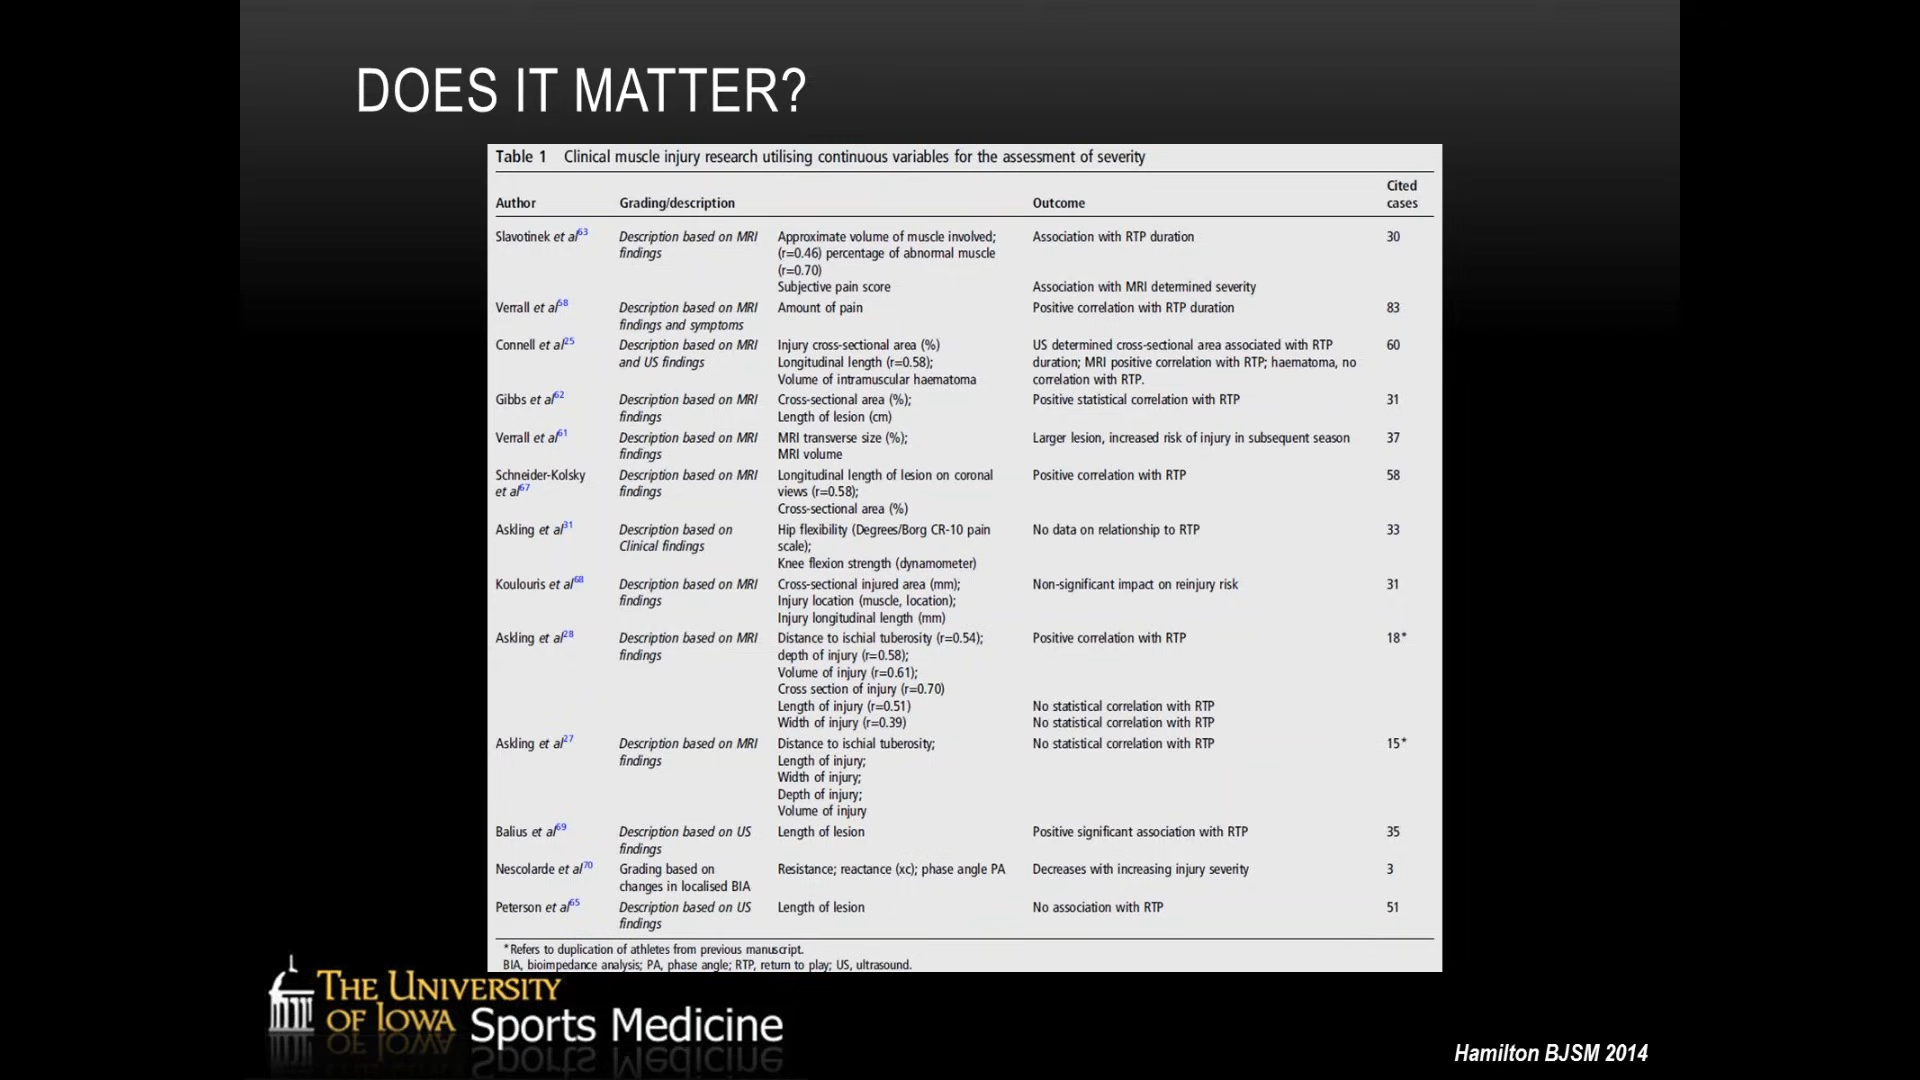 DOES IT MATTER?
Table 1 Clinical muscle injury research utilising continuous variables for the assessment of severity
Cited
Author Grading/description Outcome cases
Slavotinek et al63 Description based on MRI Approximate volume of muscle involved; Association with RTP duration 30
findings (r=0.46) percentage of abnormal muscle
(r=0.70)
Subjective pain score Association with MRI determined severity
Verrall et al58 Description based on MRI Amount of pain Positive correlation with RTP duration 83
findings and symptoms
Connell et al25 Description based on MRI Injury cross-sectional area (%) US determined cross-sectional area associated with RTP 60
and US findings Longitudinal length (r=0.58); duration; MRI positive correlation with RTP; haematoma, no
Volume of intramuscular haematoma correlation with RTP.
Gibbs et al62 Description based on MRI Cross-sectional area (%); Positive statistical correlation with RTP 31
findings Length of lesion (cm)
Verrall et al61 Description based on MRI MRI transverse size (%); Larger lesion, increased risk of injury in subsequent season 37
findings MRI volume
Schneider-Kolsky Description based on MRI Longitudinal length of lesion on coronal Positive correlation with RTP 58
et al67 findings views (r=0.58);
Cross-sectional area (%)
Askling et al31 Description based on Hip flexibility (Degrees/Borg CR-10 pain No data on relationship to RTP 33
Clinical findings scale);
Knee flexion strength (dynamometer)
Koulouris et al68 Description based on MRI Cross-sectional injured area (mm); Non-significant impact on reinjury risk 31
findings Injury location (muscle, location);
Injury longitudinal length (mm)
Askling et al28 Description based on MRI Distance to ischial tuberosity (r=0.54); Positive correlation with RTP 18*
findings depth of injury (r=0.58);
Volume of injury (r=0.61);
Cross section of injury (r=0.70)
Length of injury (r=0.51) No statistical correlation with RTP
Width of injury (r=0.39) No statistical correlation with RTP
Askling et al27 Description based on MRI Distance to ischial tuberosity; No statistical correlation with RTP 15*
findings Length of injury;
Width of injury;
Depth of injury;
Volume of injury
Balius et al69 Description based on US Length of lesion Positive significant association with RTP 35
findings
Nescolarde et al70 Grading based on Resistance; reactance (xc); phase angle PA Decreases with increasing injury severity 3
changes in localised BIA
Peterson et al65 Description based on US Length of lesion No association with RTP 51
findings
*Refers to duplication of athletes from previous manuscript.
BIA, bioimpedance analysis; PA, phase angle; RTP, return to play; US, ultrasound.
THE UNIVERSITY
OF IOWA Sports Medicine
Hamilton BJSM 2014